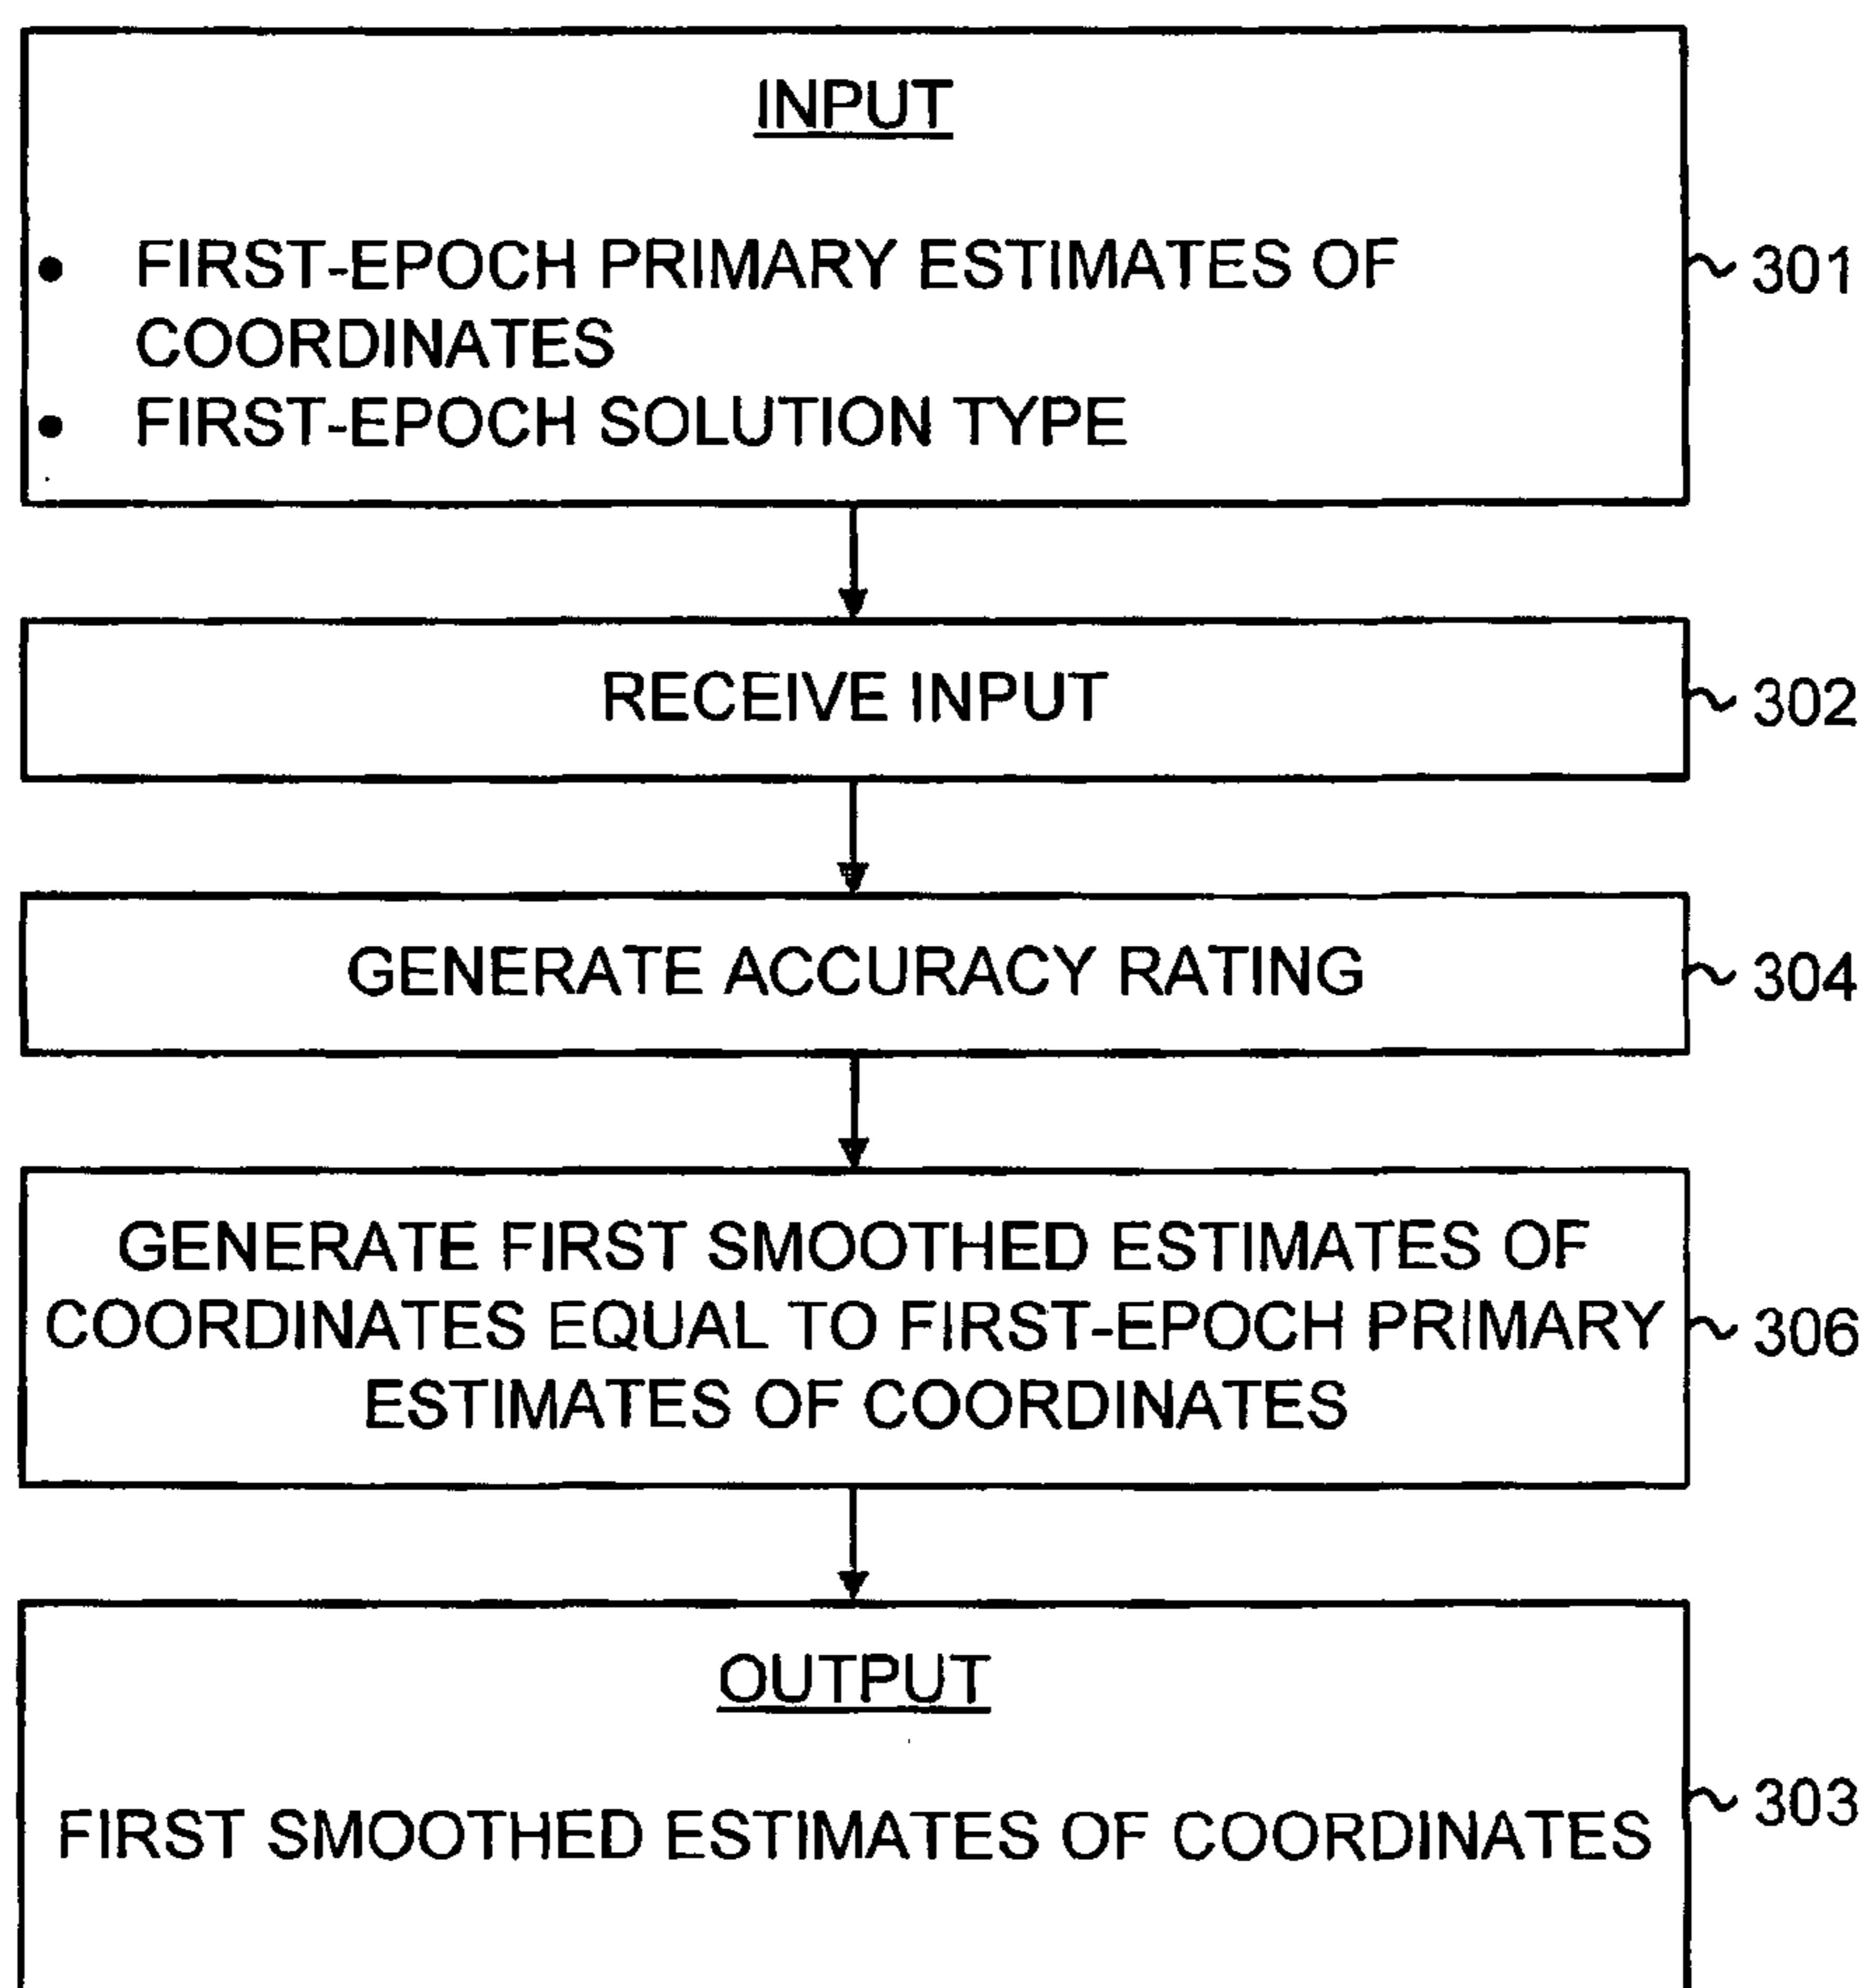 INPUT
• FIRST-EPOCH PRIMARY ESTIMATES OF
COORDINATES
• FIRST-EPOCH SOLUTION TYPE
301
RECEIVE INPUT
302
GENERATE ACCURACY RATING
304
GENERATE FIRST SMOOTHED ESTIMATES OF
COORDINATES EQUAL TO FIRST-EPOCH PRIMARY
ESTIMATES OF COORDINATES
306
OUTPUT
FIRST SMOOTHED ESTIMATES OF COORDINATES
303